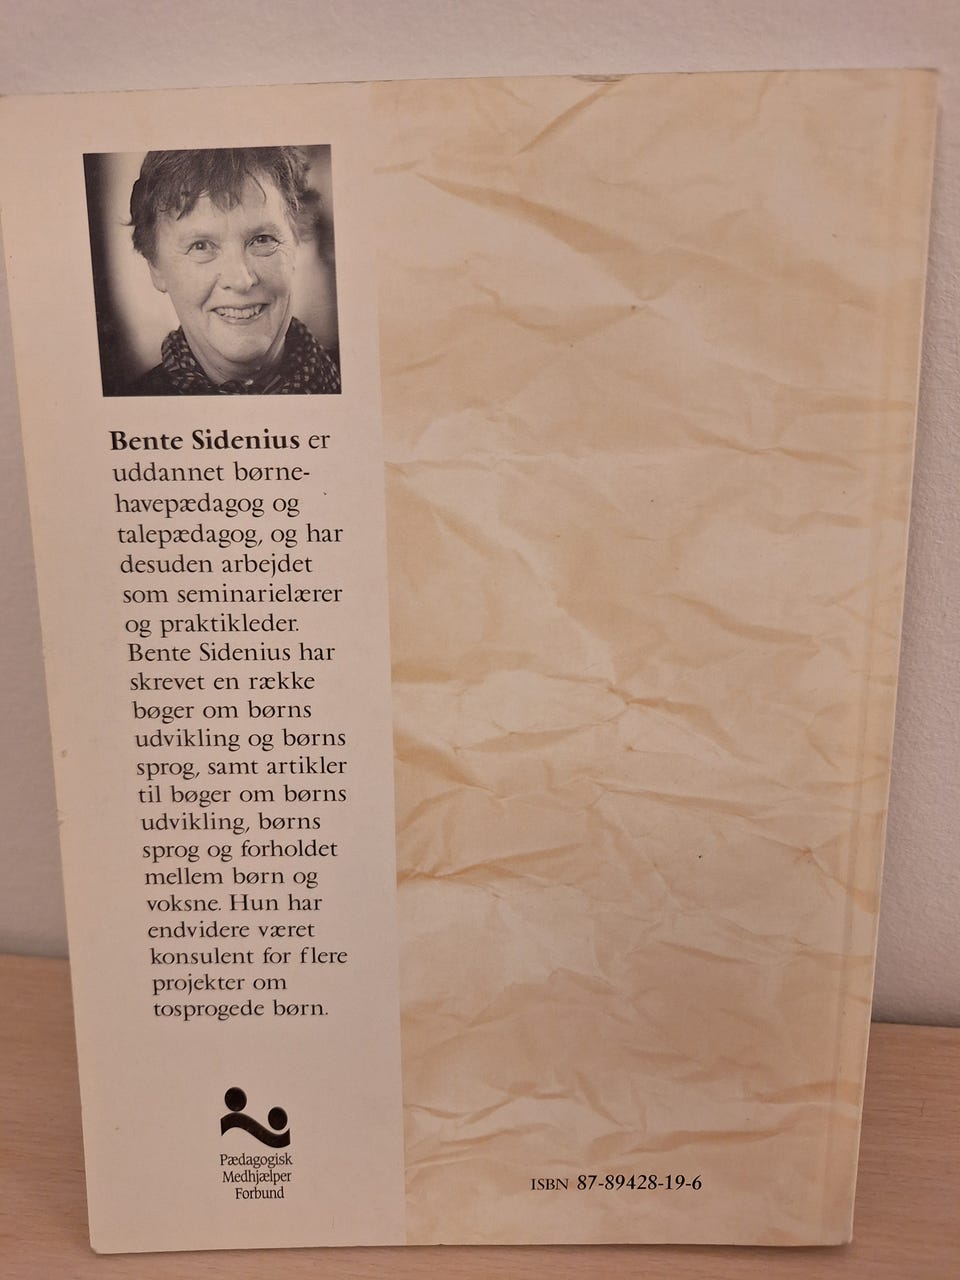 Bente Sidenius er
uddannet børne-
havepædagog og
talepædagog, og har
desuden arbejdet
som seminarielærer
og praktikleder.
Bente Sidenius har
skrevet en række
bøger om børns
udvikling og børns
sprog, samt artikler
til bøger om børns
udvikling, børns
sprog og forholdet
mellem børn og
voksne. Hun har
endvidere været
konsulent for flere
projekter om
tosprogede børn.
Pædagogisk
Medhjælper
Forbund
ISBN 87-89428-19-6